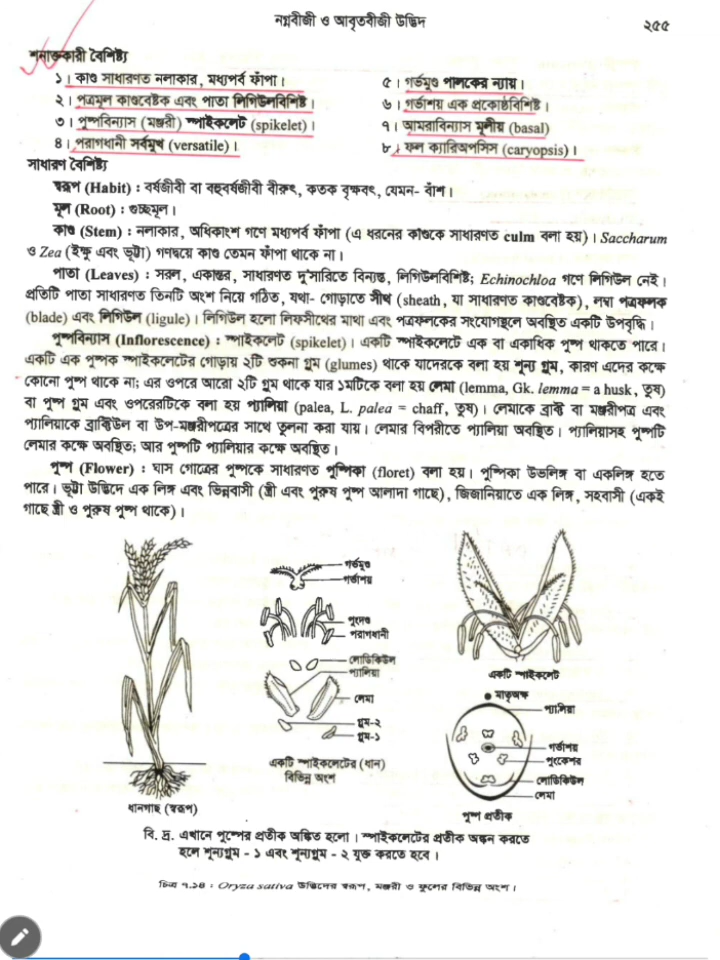 নগ্নবীজী ও আবৃতবীজী উদ্ভিদ
২৫৫
শনাক্তকারী বৈশিষ্ট্য
১। কাণ্ড সাধারণত নলাকার, মধ্যপর্ব ফাঁপা।
২। পত্রমূল কাণ্ডবেষ্টক এবং পাতা লিগিউলবিশিষ্ট।
৩। পুষ্পবিন্যাস (মঞ্জরী) স্পাইকলেট (spikelet)।
৪। পরাগধানী সর্বমুখ (versatile)।
৫। গর্ভমুণ্ড পালকের ন্যায়।
৬। গর্ভাশয় এক প্রকোষ্ঠবিশিষ্ট।
৭। অমরাবিন্যাস মূলীয় (basal)
৮। ফল ক্যারিঅপসিস (caryopsis)।
সাধারণ বৈশিষ্ট্য
স্বরূপ (Habit) : বর্ষজীবী বা বহুবর্ষজীবী বীরুৎ, কতক বৃক্ষবৎ, যেমন- বাঁশ।
মূল (Root) : গুচ্ছমূল।
কাণ্ড (Stem) : নলাকার, অধিকাংশ গণে মধ্যপর্ব ফাঁপা (এ ধরনের কাণ্ডকে সাধারণত culm বলা হয়)। Saccharum
ও Zea (ইক্ষু এবং ভুট্টা) গণদ্বয়ে কাণ্ড তেমন ফাঁপা থাকে না।
পাতা (Leaves) : সরল, একান্তর, সাধারণত দু'সারিতে বিন্যস্ত, লিগিউলবিশিষ্ট; Echinochloa গণে লিগিউল নেই।
প্রতিটি পাতা সাধারণত তিনটি অংশ নিয়ে গঠিত, যথা- গোড়াতে সীথ (sheath, যা সাধারণত কাণ্ডবেষ্টক), লম্বা পত্রফলক
(blade) এবং লিগিউল (ligule)। লিগিউল হলো লিফসীথের মাথা এবং পত্রফলকের সংযোগস্থলে অবস্থিত একটি উপবৃদ্ধি।
পুষ্পবিন্যাস (Inflorescence) : স্পাইকলেট (spikelet)। একটি স্পাইকলেটে এক বা একাধিক পুষ্প থাকতে পারে।
একটি এক পুষ্পক স্পাইকলেটের গোড়ায় ২টি শুকনা গ্লুম (glumes) থাকে যাদেরকে বলা হয় শূন্য গ্লুম, কারণ এদের কক্ষে
কোনো পুষ্প থাকে না; এর ওপরে আরো ২টি গ্লুম থাকে যার ১মটিকে বলা হয় লেমা (lemma, Gk. lemma = a husk, তুষ)
বা পুষ্প গ্লুম এবং ওপরেরটিকে বলা হয় প্যালিয়া (palea, L. palea = chaff, তুষ)। লেমাকে ব্রাক্ট বা মঞ্জরীপত্র এবং
প্যালিয়াকে ব্রাক্টিউল বা উপ-মঞ্জরীপত্রের সাথে তুলনা করা যায়। লেমার বিপরীতে প্যালিয়া অবস্থিত। প্যালিয়াসহ পুষ্পটি
লেমার কক্ষে অবস্থিত; আর পুষ্পটি প্যালিয়ার কক্ষে অবস্থিত।
পুষ্প (Flower) : ঘাস গোত্রের পুষ্পকে সাধারণত পুষ্পিকা (floret) বলা হয়। পুষ্পিকা উভলিঙ্গ বা একলিঙ্গ হতে
পারে। ভুট্টা উদ্ভিদে এক লিঙ্গ এবং ভিন্নবাসী (স্ত্রী এবং পুরুষ পুষ্প আলাদা গাছে), জিজানিয়াতে এক লিঙ্গ, সহবাসী (একই
গাছে স্ত্রী ও পুরুষ পুষ্প থাকে)।
গর্ভমুণ্ড
গর্ভাশয়
পুংদণ্ড
পরাগধানী
লোডিকিউল
প্যালিয়া
লেমা
গ্লুম-২
গ্লুম-১
একটি স্পাইকলেটের (ধান)
বিভিন্ন অংশ
ধানগাছ (স্বরূপ)
একটি স্পাইকলেট
মাতৃঅক্ষ
প্যালিয়া
গর্ভাশয়
পুংকেশর
লোডিকিউল
লেমা
পুষ্প প্রতীক
বি. দ্র. এখানে পুষ্পের প্রতীক অঙ্কিত হলো। স্পাইকলেটের প্রতীক অঙ্কন করতে
হলে শূন্যগ্লুম - ১ এবং শূন্যগ্লুম - ২ যুক্ত করতে হবে।
চিত্র ৭.১৪ : Oryza sativa উদ্ভিদের স্বরূপ, মঞ্জরী ও ফুলের বিভিন্ন অংশ।